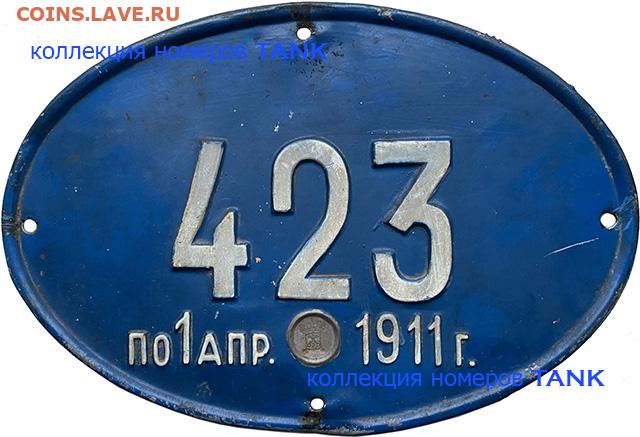 COINS.LAVE.RU
коллекция номеров TANK
423
по 1 апр. 1911 г.
коллекция номеров TANK